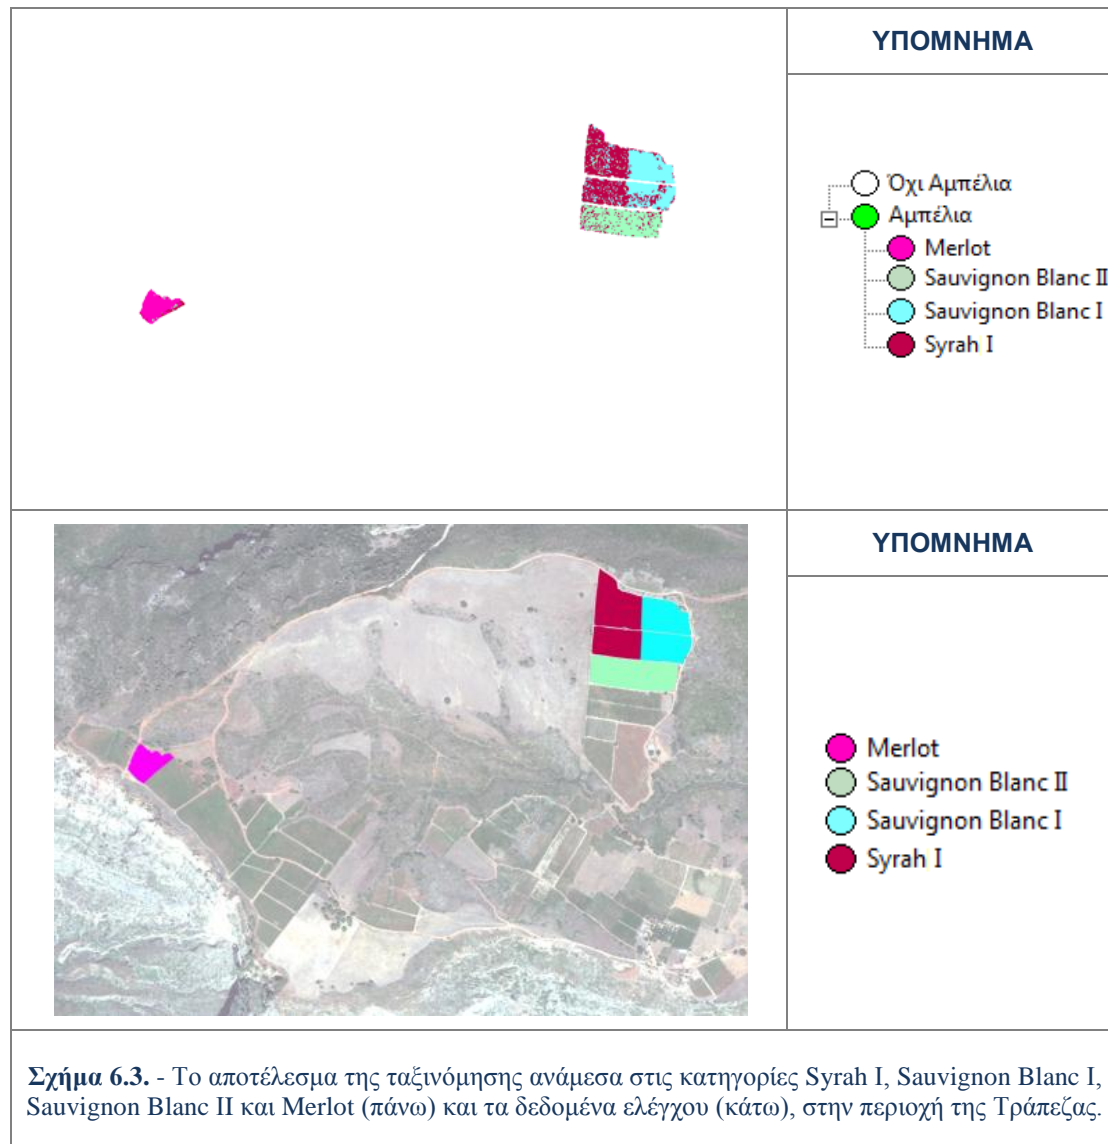 ΥΠΟΜΝΗΜΑ
Όχι Αμπέλια
Αμπέλια
Merlot
Sauvignon Blanc II
Sauvignon Blanc I
Syrah I
ΥΠΟΜΝΗΜΑ
Merlot
Sauvignon Blanc II
Sauvignon Blanc I
Syrah I
Σχήμα 6.3. - Το αποτέλεσμα της ταξινόμησης ανάμεσα στις κατηγορίες Syrah I, Sauvignon Blanc I,
Sauvignon Blanc II και Merlot (πάνω) και τα δεδομένα ελέγχου (κάτω), στην περιοχή της Τράπεζας.